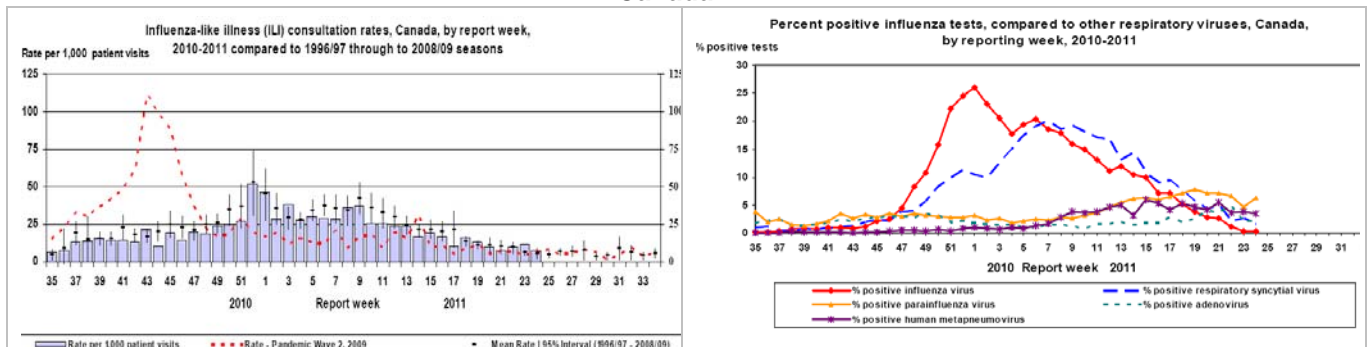 Canada
Influenza-like illness (ILI) consultation rates, Canada, by report week,
2010-2011 compared to 1996/97 through to 2008/09 seasons
Rate per 1,000 patient visits
125 125
100 100
75 75
50 50
25 25
0 0
35 37 39 41 43 45 47 49 51 1 3 5 7 9 11 13 15 17 19 21 23 25 27 29 31 33
2010 Report week 2011
Rate per 1,000 patient visits Rate - Pandemic Wave 2, 2009 Mean Rate 95% Interval (1996/97 - 2008/09)
Percent positive influenza tests, compared to other respiratory viruses, Canada,
by reporting week, 2010-2011
% positive tests
30
25
20
15
10
5
0
35 37 39 41 43 45 47 49 51 1 3 5 7 9 11 13 15 17 19 21 23 25 27 29 31
2010 Report week 2011
% positive influenza virus % positive respiratory syncytial virus
% positive parainfluenza virus % positive adenovirus
% positive human metapneumovirus